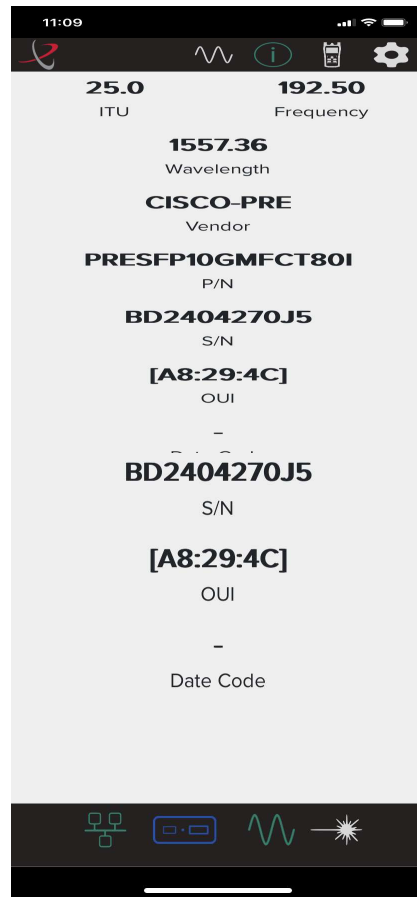 11:09
25.0 192.50
ITU Frequency
1557.36
Wavelength
CISCO-PRE
Vendor
PRESFP10GMFCT80I
P/N
BD2404270J5
S/N
[A8:29:4C]
OUI
-
BD2404270J5
S/N
[A8:29:4C]
OUI
-
Date Code